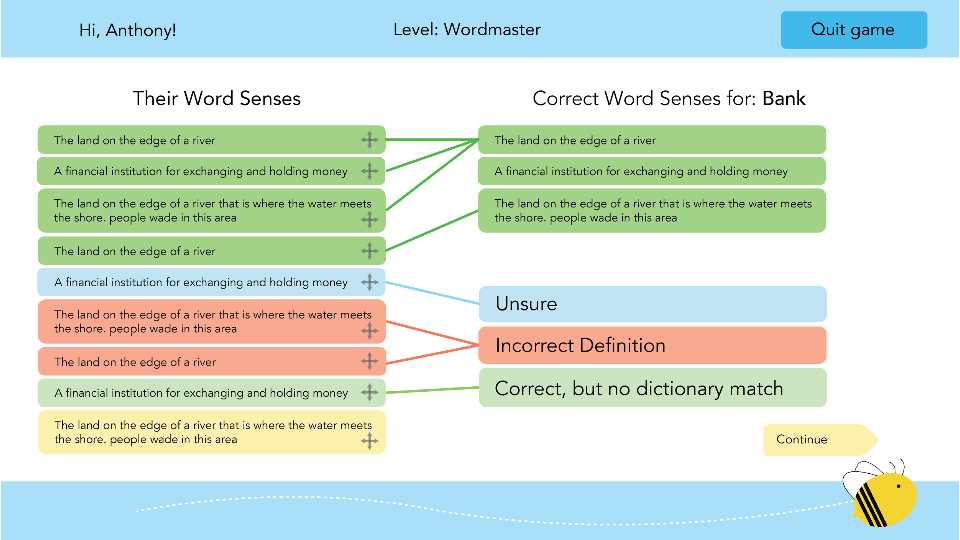 Hi, Anthony!
Level: Wordmaster
Quit game
Their Word Senses
Correct Word Senses for: Bank
The land on the edge of a river
A financial institution for exchanging and holding money
The land on the edge of a river that is where the water meets
the shore. people wade in this area
The land on the edge of a river
A financial institution for exchanging and holding money
The land on the edge of a river that is where the water meets
the shore. people wade in this area
The land on the edge of a river
A financial institution for exchanging and holding money
The land on the edge of a river that is where the water meets
the shore. people wade in this area
The land on the edge of a river
A financial institution for exchanging and holding money
The land on the edge of a river that is where the water meets
the shore. people wade in this area
Unsure
Incorrect Definition
Correct, but no dictionary match
Continue